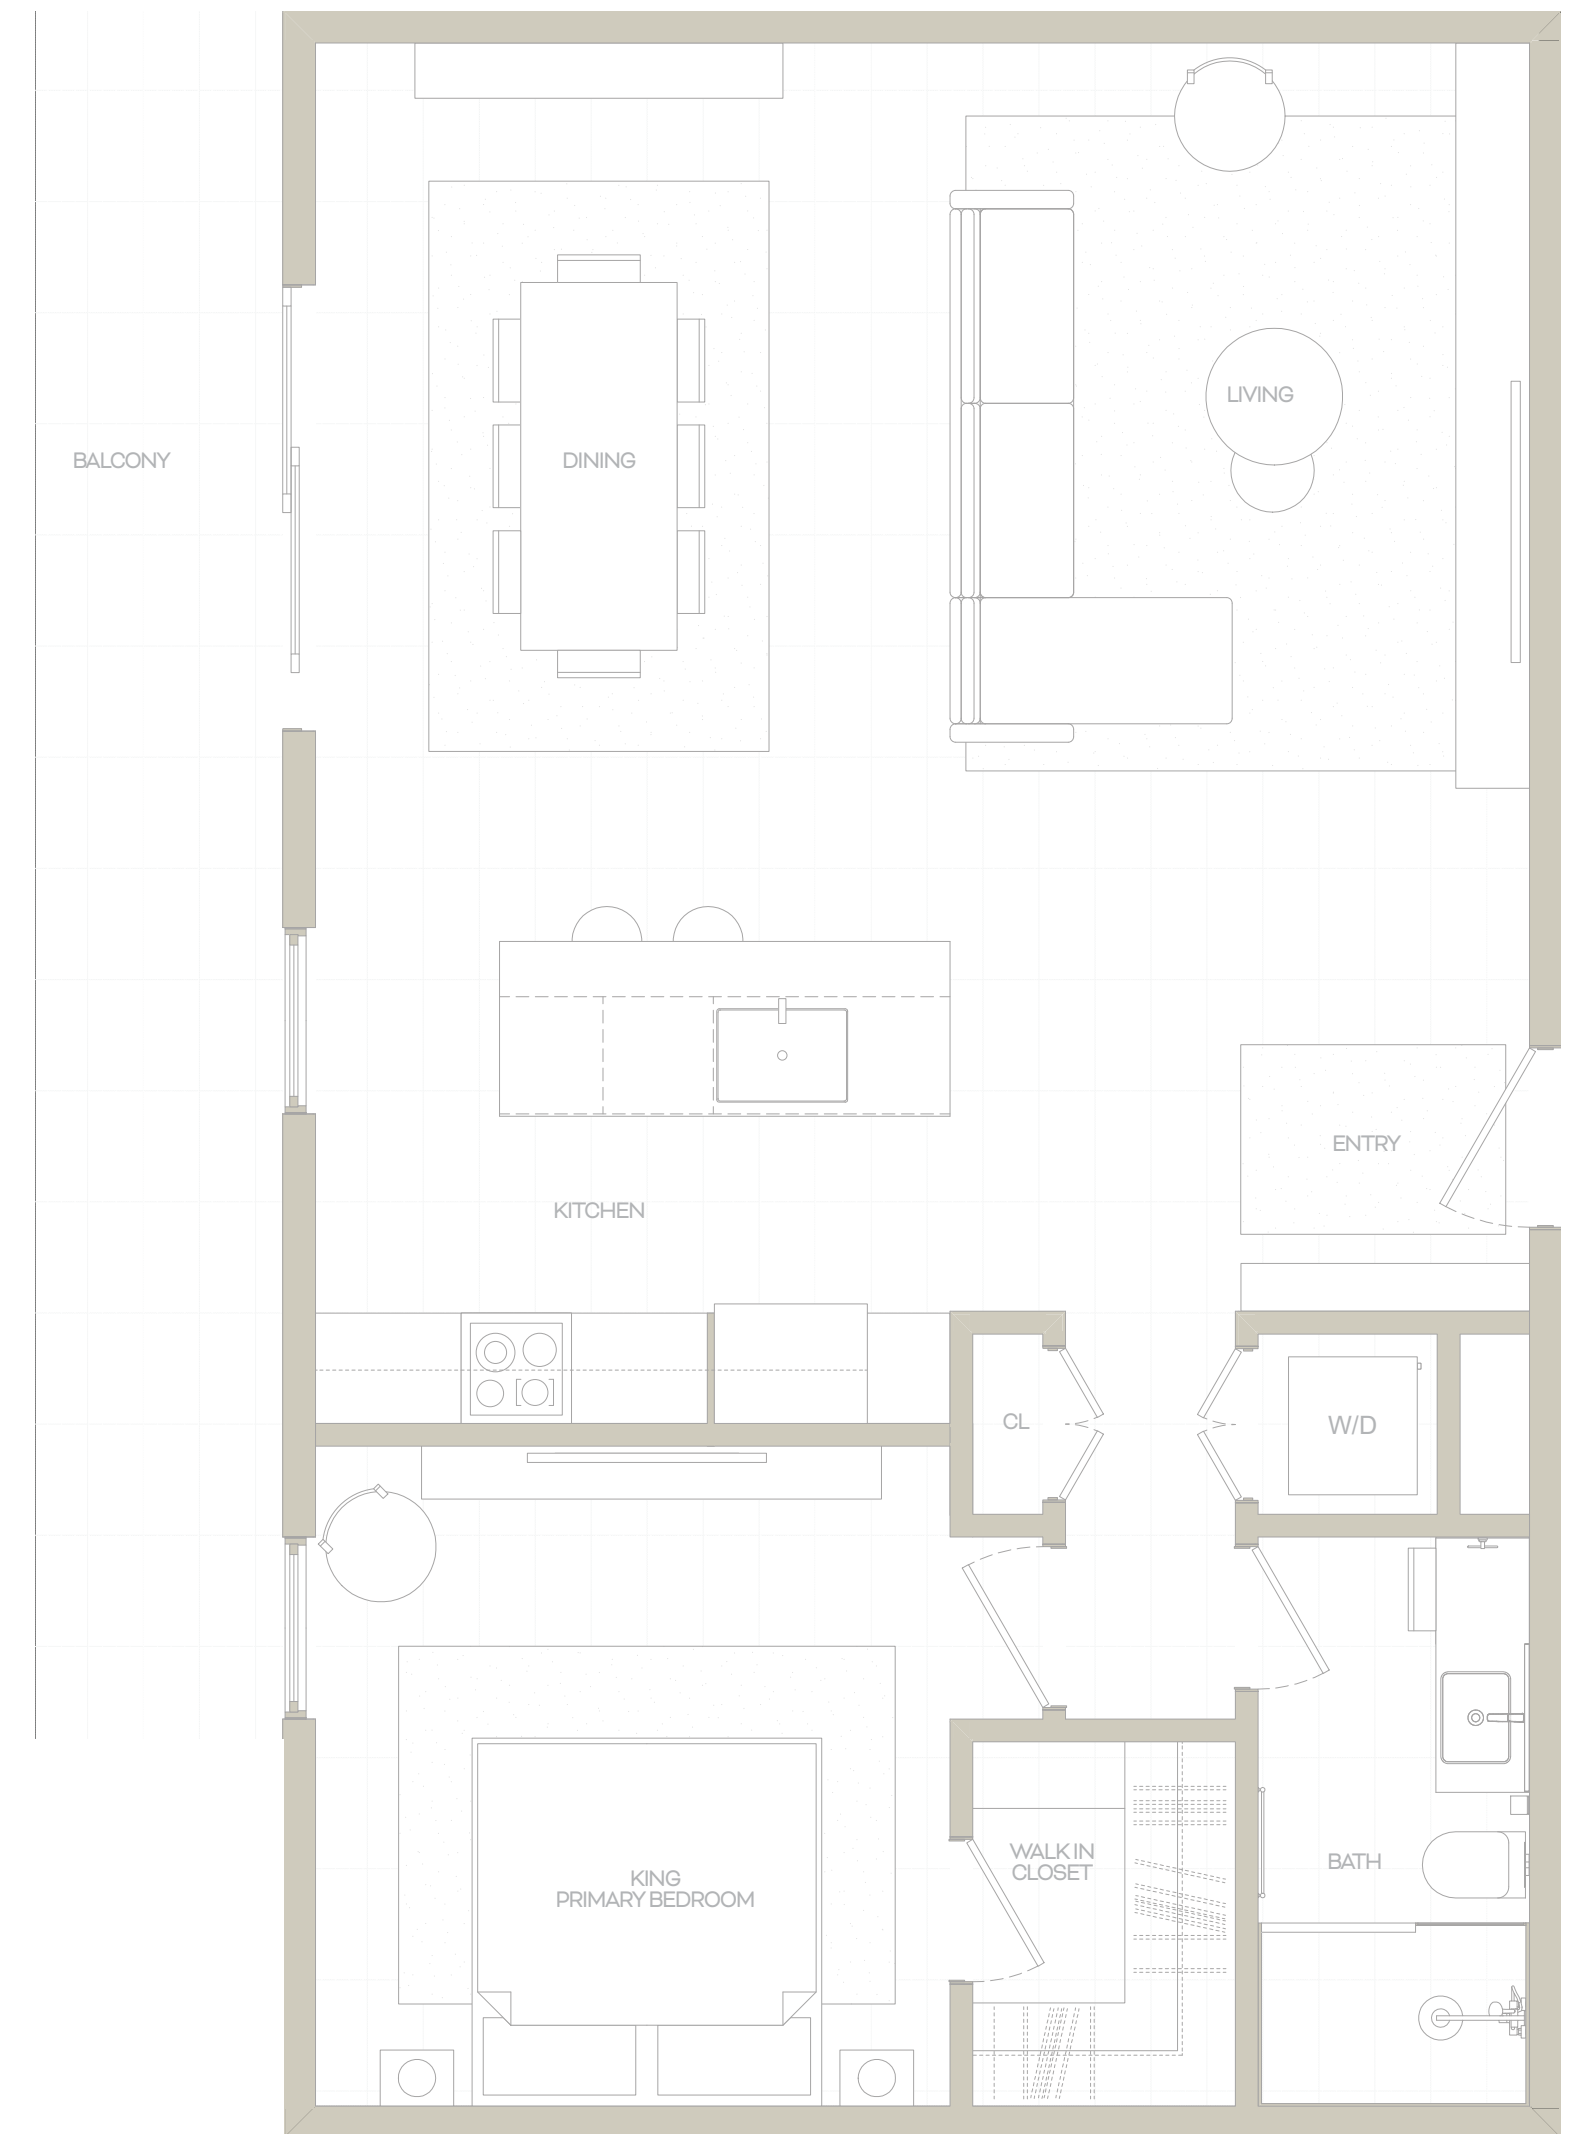 LIVING
BALCONY
DINING
ENTRY
KITCHEN
CL
W/D
WALK IN
CLOSET
BATH
KING
PRIMARY BEDROOM